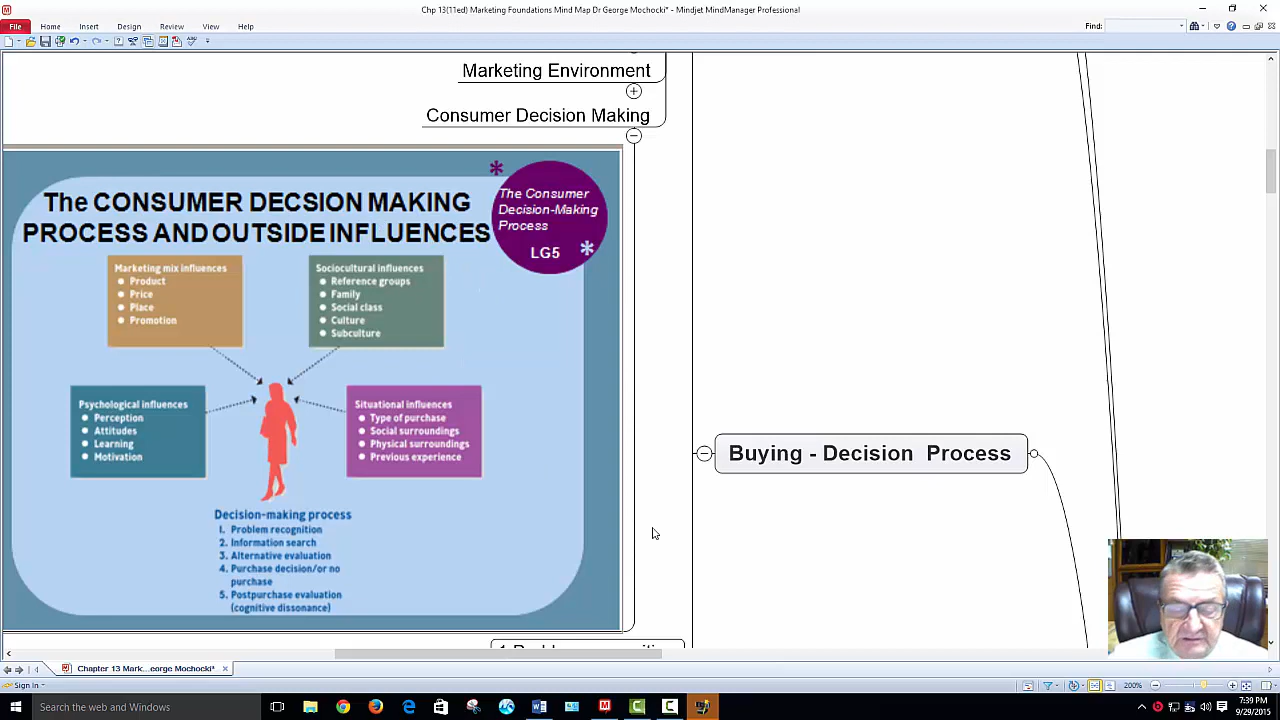 Chp 13(11ed) Marketing Foundations Mind Map Dr George Mochocki* - Mindjet MindManager Professional
File Home Insert Design Review View Help Find:
Marketing Environment
Consumer Decision Making
The CONSUMER DECSION MAKING
PROCESS AND OUTSIDE INFLUENCES
*
The Consumer
Decision-Making
Process
LG5
*
Marketing mix influences
Product
Price
Place
Promotion
Sociocultural influences
Reference groups
Family
Social class
Culture
Subculture
Psychological influences
Perception
Attitudes
Learning
Motivation
Situational influences
Type of purchase
Social surroundings
Physical surroundings
Previous experience
Decision-making process
1. Problem recognition
2. Information search
3. Alternative evaluation
4. Purchase decision/or no
purchase
5. Postpurchase evaluation
(cognitive dissonance)
Buying - Decision Process
Chapter 13 Mark...eorge Mochocki*
Sign In
200%
Search the web and Windows
7:39 PM
9/29/2015